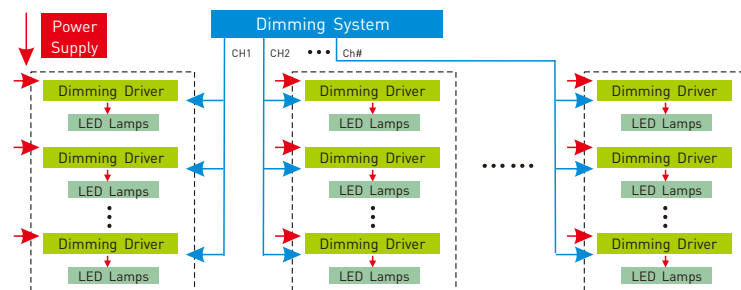 Power
Supply
Dimming System
CH1
CH2
Ch#
Dimming Driver
Dimming Driver
Dimming Driver
LED Lamps
LED Lamps
LED Lamps
Dimming Driver
Dimming Driver
Dimming Driver
LED Lamps
LED Lamps
LED Lamps
Dimming Driver
Dimming Driver
Dimming Driver
LED Lamps
LED Lamps
LED Lamps